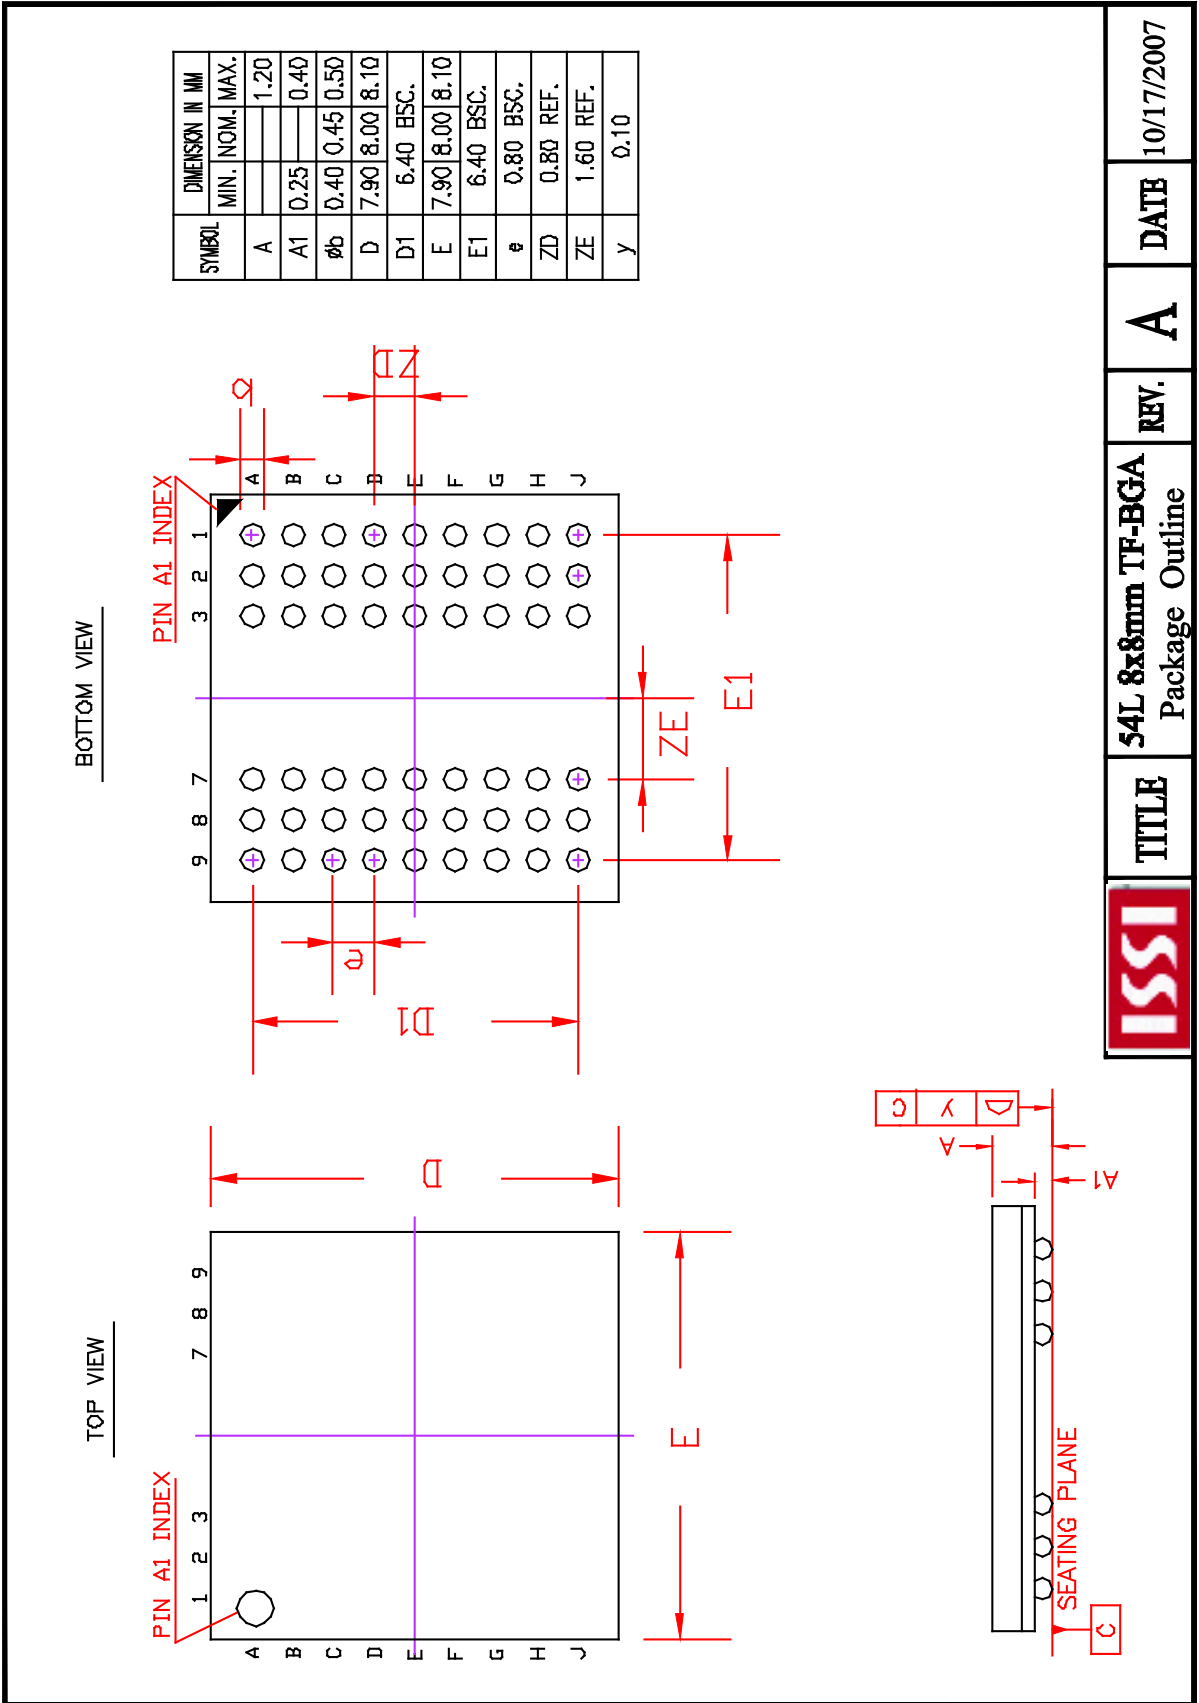 TOP VIEW
BOTTOM VIEW
PIN A1 INDEX
PIN A1 INDEX
1 2 3 7 8 9
9 8 7 3 2 1
A
B
C
D
E
F
G
H
J
A
B
C
D
E
F
G
H
J
D
E
D1
e
b
ZD
ZE
E1
SYMBOL DIMENSION IN MM
MIN. NOM. MAX.
A 1.20
A1 0.25 0.40
øb 0.40 0.45 0.50
D 7.90 8.00 8.10
D1 6.40 BSC.
E 7.90 8.00 8.10
E1 6.40 BSC.
e 0.80 BSC.
ZD 0.80 REF.
ZE 1.60 REF.
y 0.10
C y
A
A1
SEATING PLANE
C
ISSI
TITLE
54L 8x8mm TF-BGA
Package Outline
REV. A
DATE 10/17/2007